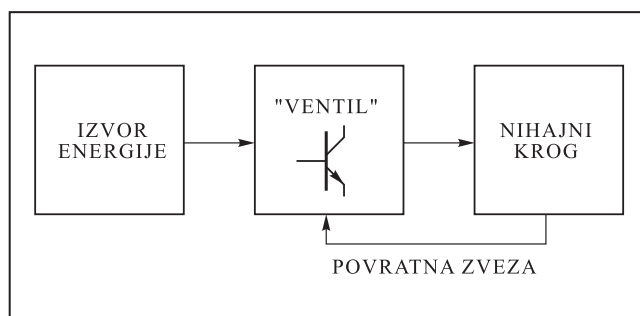 IZVOR
ENERGIJE
"VENTIL"
NIHAJNI
KROG
POVRATNA ZVEZA